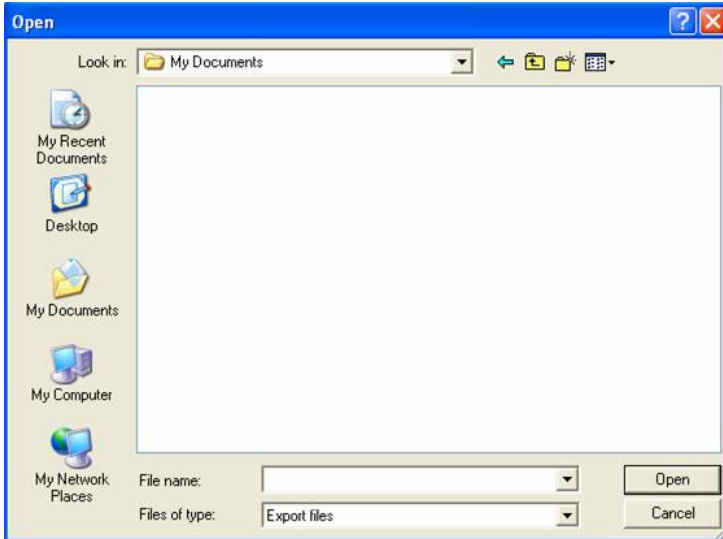 Open
Look in: My Documents
My Recent
Documents
Desktop
My Documents
My Computer
My Network
Places
File name:
Open
Files of type: Export files
Cancel